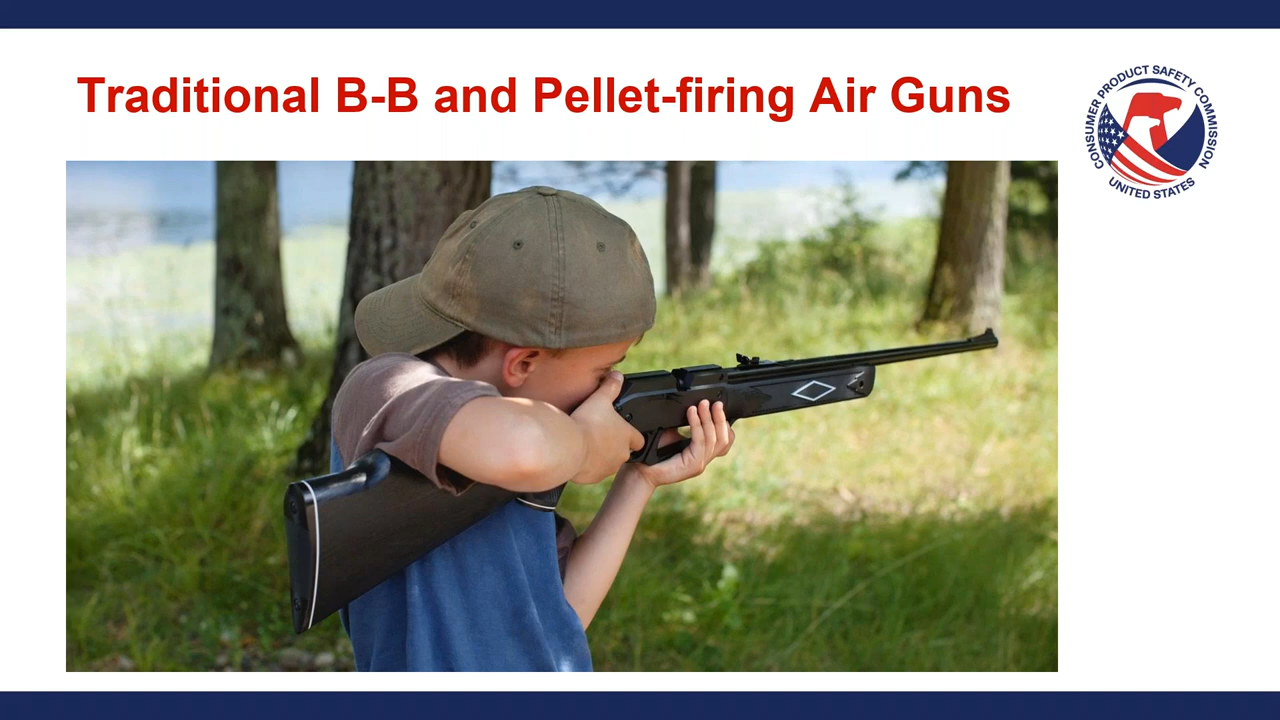 Traditional B-B and Pellet-firing Air Guns
CONSUMER PRODUCT SAFETY COMMISSION
UNITED STATES